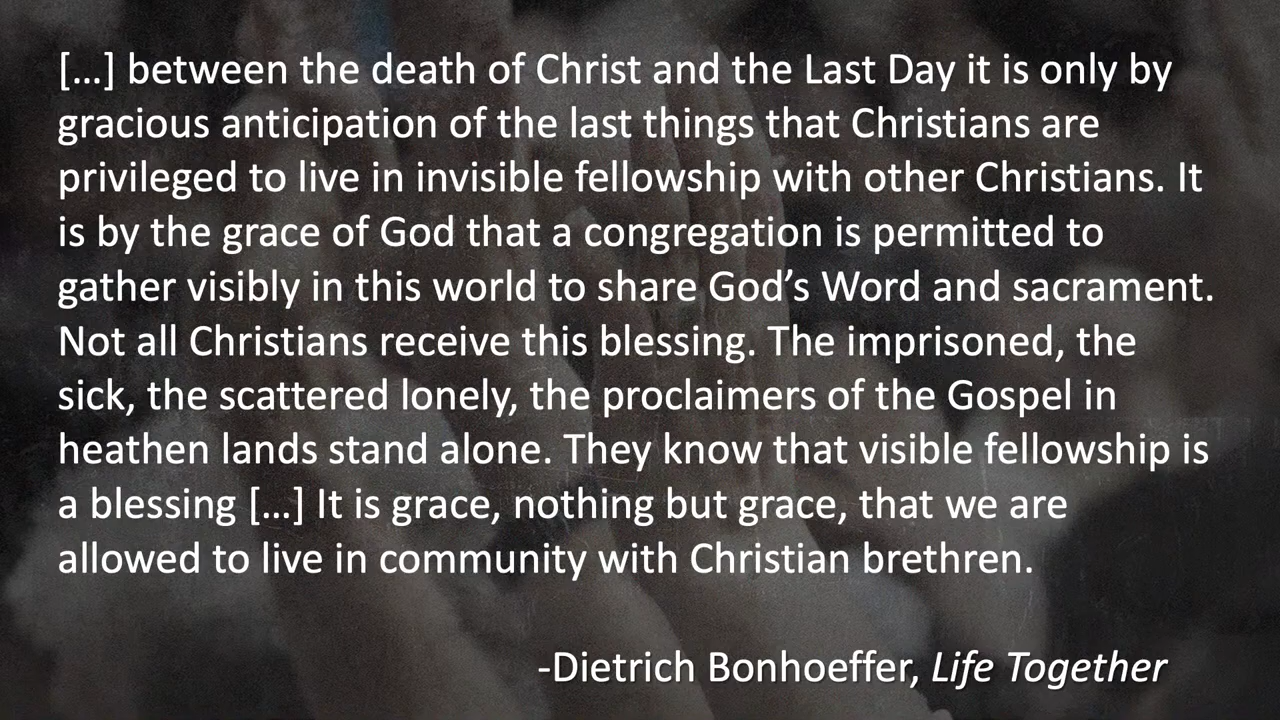 […] between the death of Christ and the Last Day it is only by
gracious anticipation of the last things that Christians are
privileged to live in invisible fellowship with other Christians. It
is by the grace of God that a congregation is permitted to
gather visibly in this world to share God’s Word and sacrament.
Not all Christians receive this blessing. The imprisoned, the
sick, the scattered lonely, the proclaimers of the Gospel in
heathen lands stand alone. They know that visible fellowship is
a blessing […] It is grace, nothing but grace, that we are
allowed to live in community with Christian brethren.
-Dietrich Bonhoeffer, Life Together